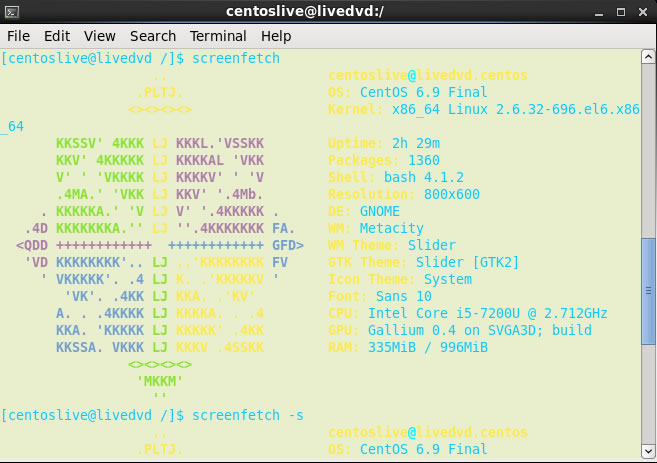 centoslive@livedvd:/
File Edit View Search Terminal Help
[centoslive@livedvd /]$ screenfetch
.. centoslive@livedvd.centos
.PLTJ. OS: CentOS 6.9 Final
<><><><> Kernel: x86_64 Linux 2.6.32-696.el6.x86
_64
KKSSV' 4KKK LJ KKKL.'VSSKK Uptime: 2h 29m
KKV' 4KKKKK LJ KKKKAL 'VKK Packages: 1360
V' ' 'VKKKK LJ KKKKV' ' 'V Shell: bash 4.1.2
.4MA.' 'VKK LJ KKV' '.4Mb. Resolution: 800x600
. KKKKKA.' 'V LJ V' '.4KKKKK . DE: GNOME
.4D KKKKKKKA.'' LJ ''.4KKKKKKK FA. WM: Metacity
<QDD ++++++++++++ ++++++++++++ GFD> WM Theme: Slider
'VD KKKKKKKK'.. LJ ..'KKKKKKKK FV GTK Theme: Slider [GTK2]
' VKKKKK'. .4 LJ K. .'KKKKKV ' Icon Theme: System
'VK'. .4KK LJ KKA. .'KV' Font: Sans 10
A. . .4KKKK LJ KKKKA. . .4 CPU: Intel Core i5-7200U @ 2.712GHz
KKA. 'KKKKK LJ KKKKK' .4KK GPU: Gallium 0.4 on SVGA3D; build
KKSSA. VKKK LJ KKKV .4SSKK RAM: 335MiB / 996MiB
<><><><>
'MKKM'
''
[centoslive@livedvd /]$ screenfetch -s
.. centoslive@livedvd.centos
.PLTJ. OS: CentOS 6.9 Final